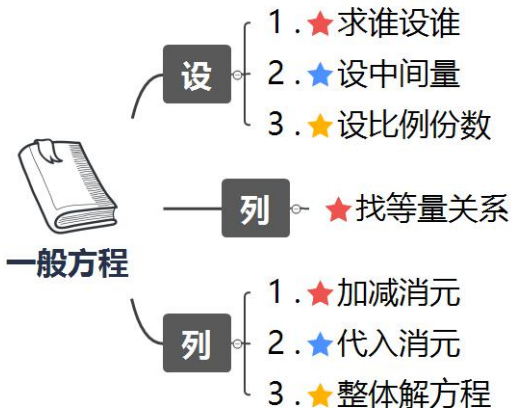 设
1.★求谁设谁
2.★设中间量
3.★设比例份数
一般方程
列
★找等量关系
列
1.★加减消元
2.★代入消元
3.★整体解方程